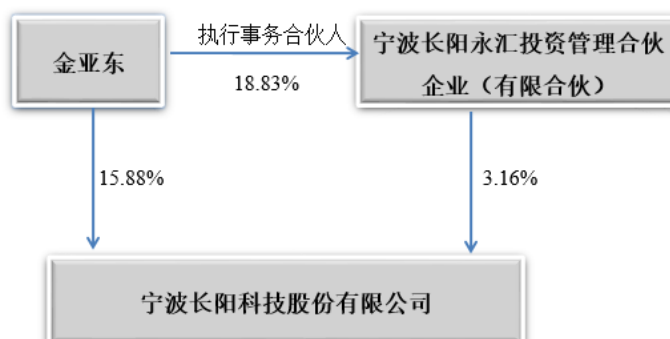 执行事务合伙人
金亚东
18.83%
宁波长阳永汇投资管理合伙
企业（有限合伙）
15.88%
3.16%
宁波长阳科技股份有限公司